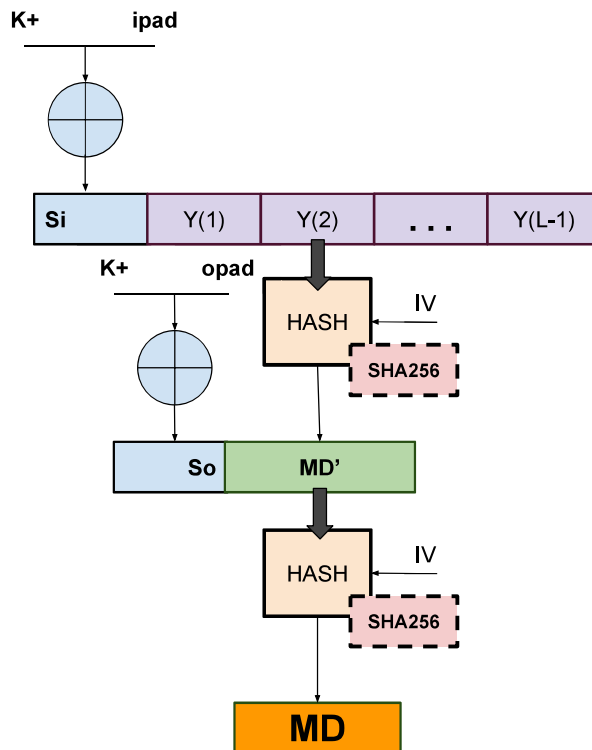 K+ ipad
Si Y(1) Y(2) ... Y(L-1)
K+ opad
HASH IV
SHA256
So MD’
HASH IV
SHA256
MD